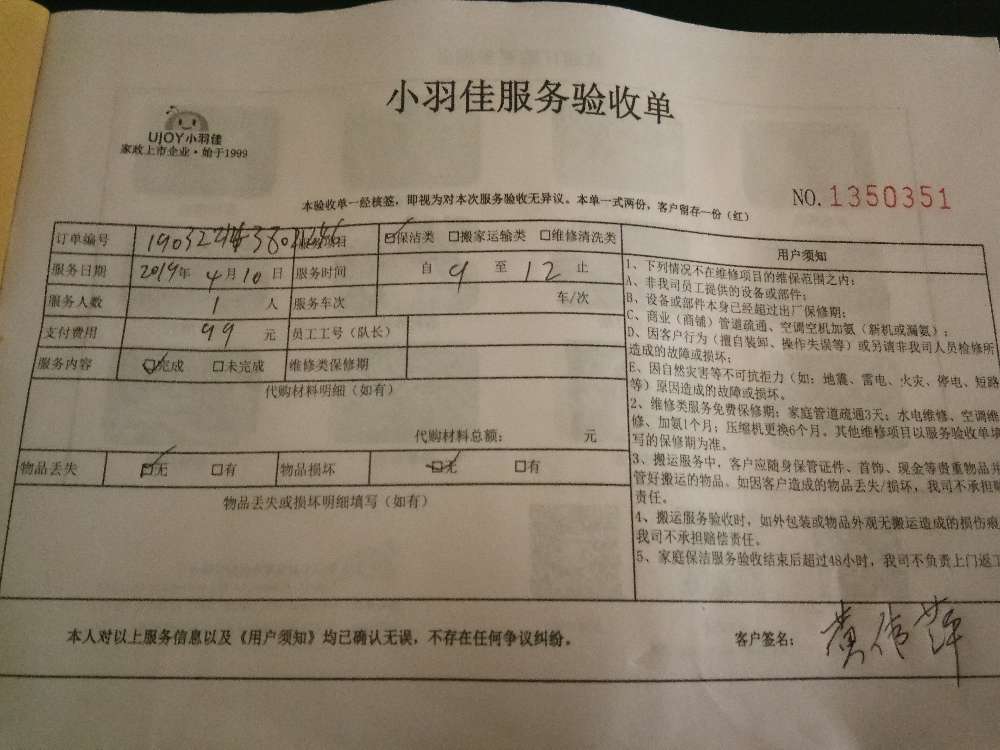 小羽佳服务验收单
UJOY小羽佳
家政上市企业·始于1999
NO.1350351
本验收单一经核签，即视为对本次服务验收无异议。本单一式两份，客户留存一份（红）
订单编号 服务项目 保洁类 搬家运输类 维修清洗类
服务日期 2019年4月10日 服务时间 自9至12止
服务人数 1人 服务车次 车/次
支付费用 99元 员工工号（队长）
服务内容 完成 未完成 维修类保修期
代购材料明细（如有）
代购材料总额： 元
物品丢失 无 有 物品损坏 无 有
物品丢失或损坏明细填写（如有）
用户须知
1、下列情况不在维修项目的维保范围之内：
A、非我司员工提供的设备或部件；
B、设备或部件本身已经超过出厂保修期；
C、商业（商铺）管道疏通、空调空机加氨（新机或漏氨）；
D、因客户行为（擅自装卸、操作失误等）或另请非我司人员检修所
造成的故障或损坏；
E、因自然灾害等不可抗拒力（如：地震、雷电、火灾、停电、短路
等）原因造成的故障或损坏。
2、维修类服务免费保修期：家庭管道疏通3天；水电维修、空调维
修、加氨1个月；压缩机更换6个月。其他维修项目以服务验收单填
写的保修期为准。
3、搬运服务中，客户应随身保管证件、首饰、现金等贵重物品并
管好搬运的物品。如因客户造成的物品丢失/损坏，我司不承担赔
责任。
4、搬运服务验收时，如外包装或物品外观无搬运造成的损伤痕
我司不承担赔偿责任。
5、家庭保洁服务验收结束后超过48小时，我司不负责上门返工
本人对以上服务信息以及《用户须知》均已确认无误，不存在任何争议纠纷。
客户签名：黄伟萍